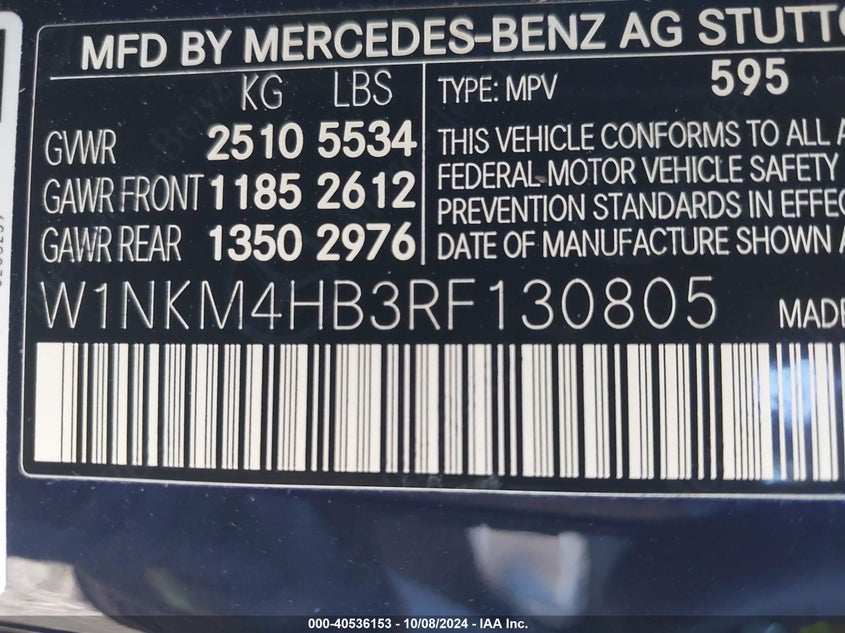 MFD BY MERCEDES-BENZ AG STUTTG
KG LBS
GVWR 2510 5534
GAWR FRONT 1185 2612
GAWR REAR 1350 2976
TYPE: MPV 595
THIS VEHICLE CONFORMS TO ALL A
FEDERAL MOTOR VEHICLE SAFETY
PREVENTION STANDARDS IN EFFEC
DATE OF MANUFACTURE SHOWN A
W1NKM4HB3RF130805 MADE
000-40536153 - 10/08/2024 - IAA Inc.